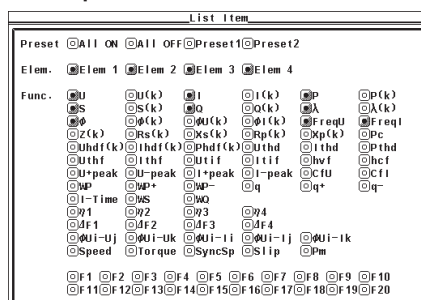 List Item
Preset All ON All OFF Preset1 Preset2
Elem. Elem 1 Elem 2 Elem 3 Elem 4
Func. U U(k) I I(k) P P(k)
S S(k) Q Q(k) λ λ(k)
ϕ ϕ(k) ϕU(k) ϕI(k) FreqU FreqI
Z(k) Rs(k) Xs(k) Rp(k) Xp(k) Pc
Uhdf(k) Ihdf(k) Phdf(k) Uthd Ithd Pthd
Uthf Ithf Utif Itif hvf hcf
U+peak U-peak I+peak I-peak CfU CfI
WP WP+ WP- q q+ q-
I-Time WS WQ
η1 η2 η3 η4
ΔF1 ΔF2 ΔF3 ΔF4
ϕUi-Uj ϕUi-Uk ϕUi-Ii ϕUi-Ij ϕUi-Ik
Speed Torque SyncSp Slip Pm
F1 F2 F3 F4 F5 F6 F7 F8 F9 F10
F11 F12 F13 F14 F15 F16 F17 F18 F19 F20